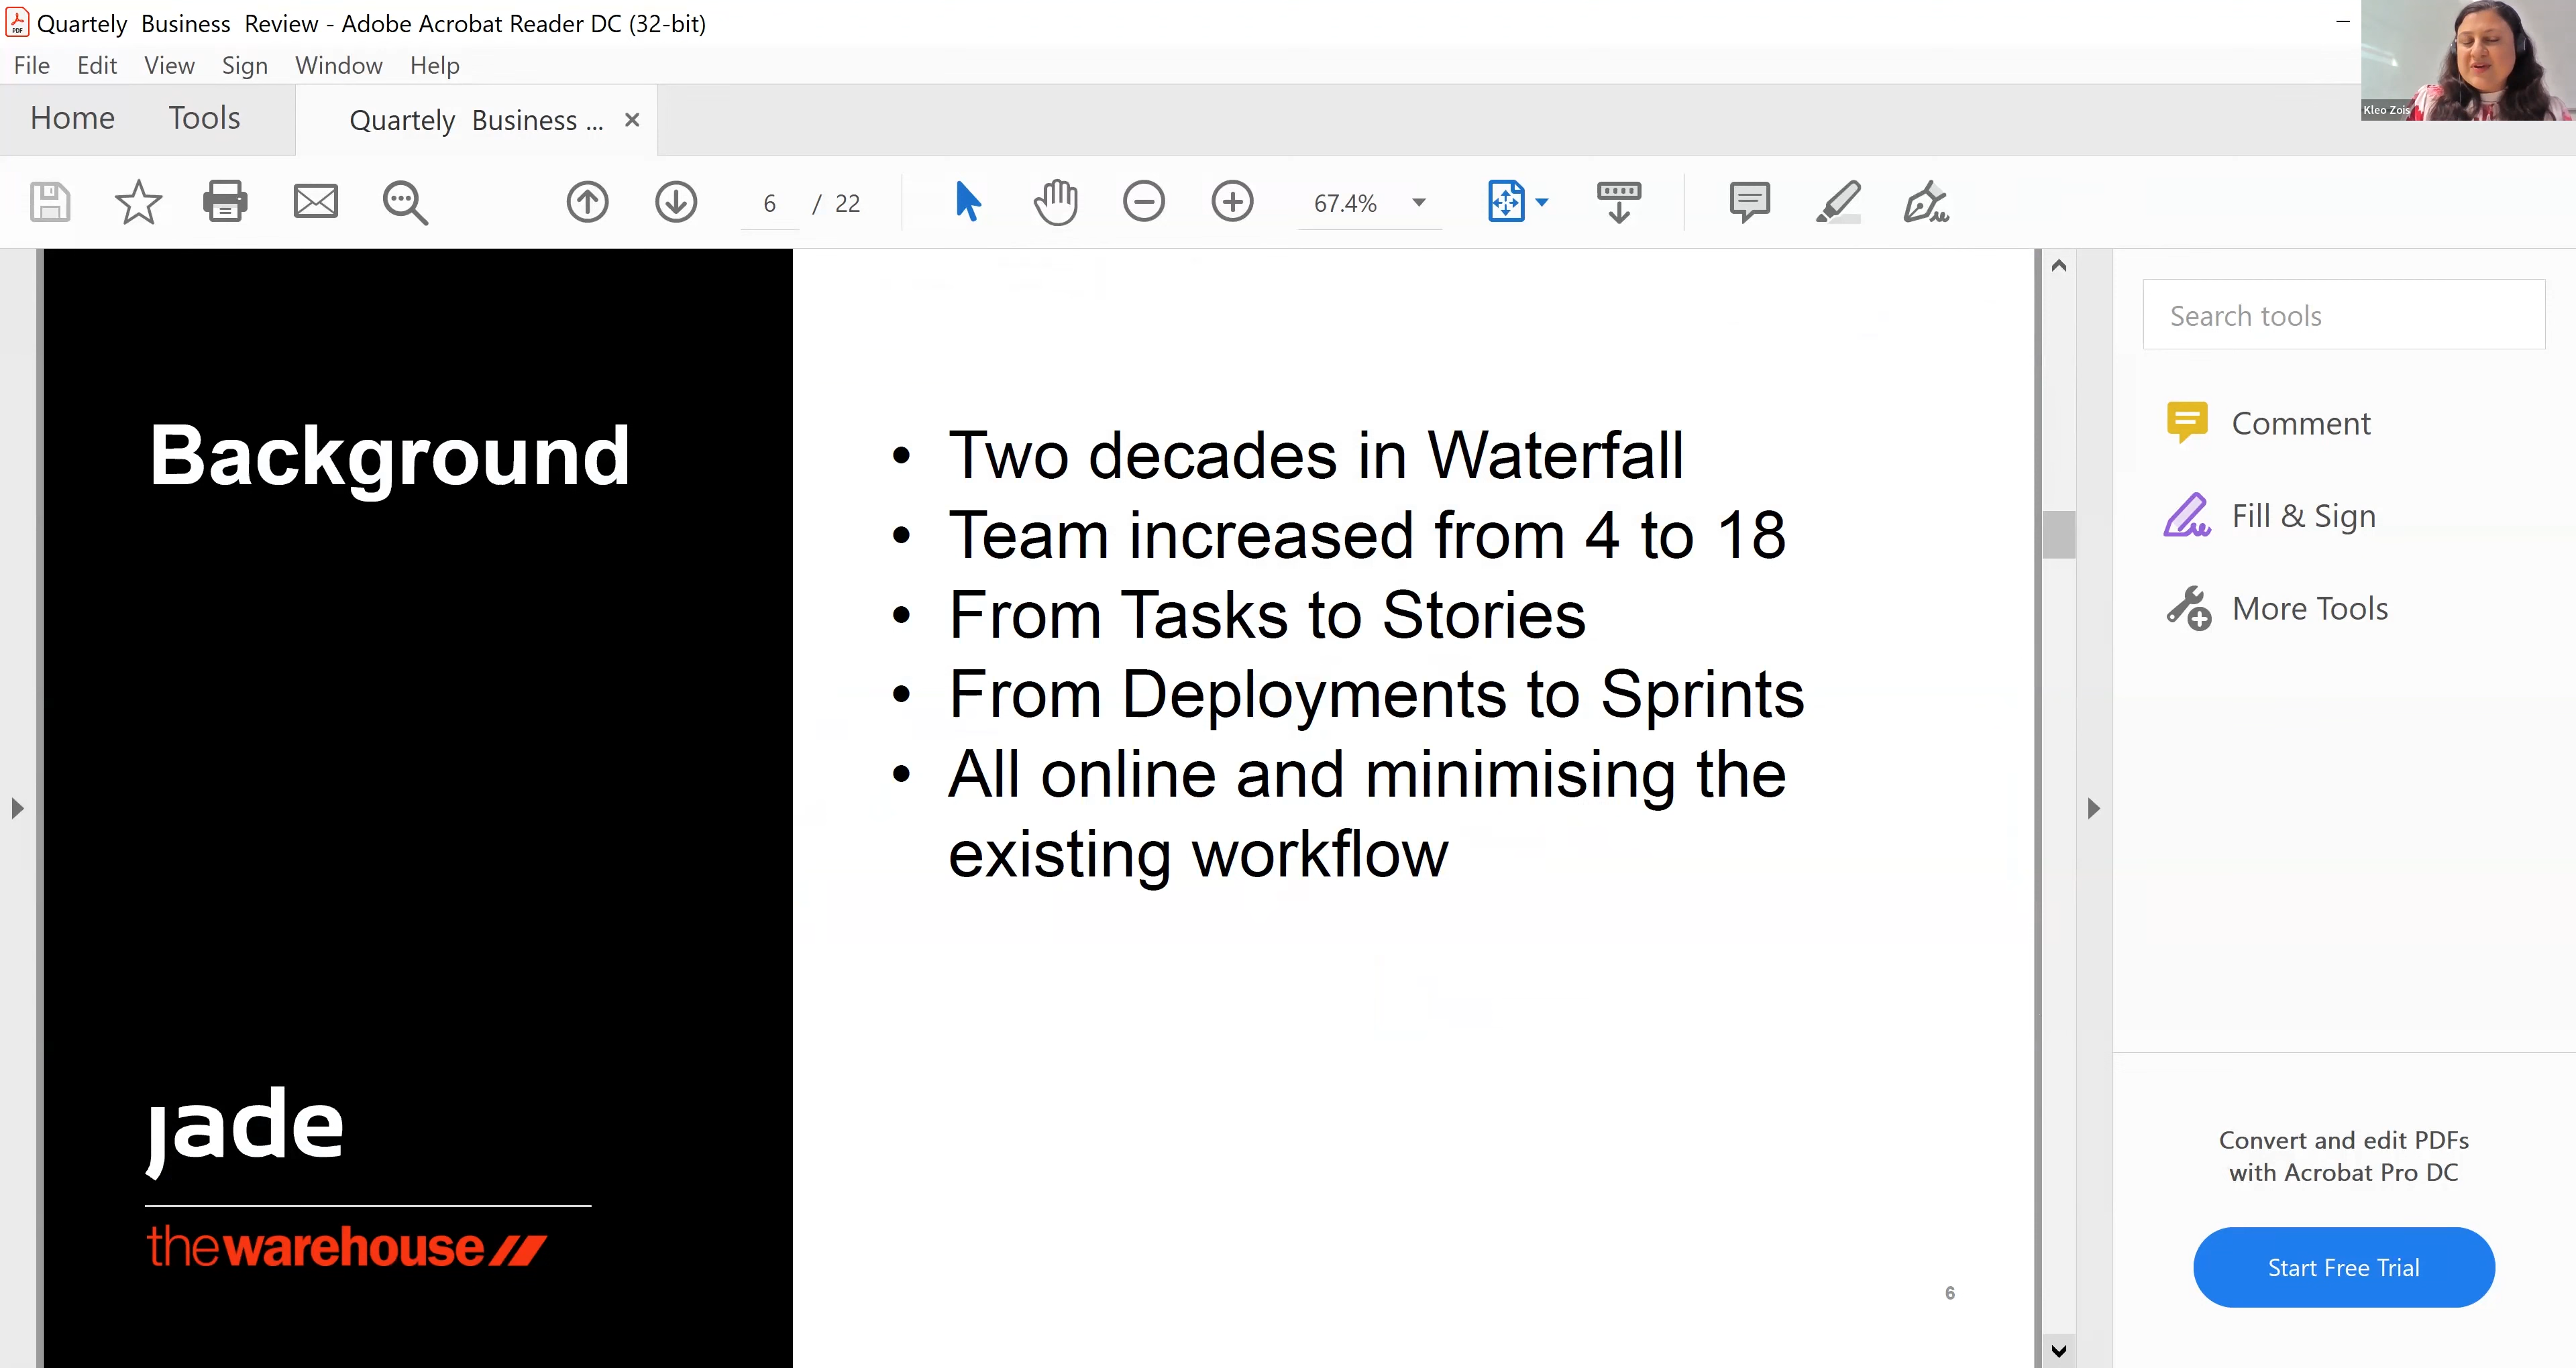 Quartely Business Review - Adobe Acrobat Reader DC (32-bit)
File Edit View Sign Window Help
Kleo Zois
Home Tools Quartely Business ...
6 / 22 67.4%
Search tools
Comment
Fill & Sign
More Tools
Background
• Two decades in Waterfall
• Team increased from 4 to 18
• From Tasks to Stories
• From Deployments to Sprints
• All online and minimising the
existing workflow
jade
thewarehouse
6
Convert and edit PDFs
with Acrobat Pro DC
Start Free Trial